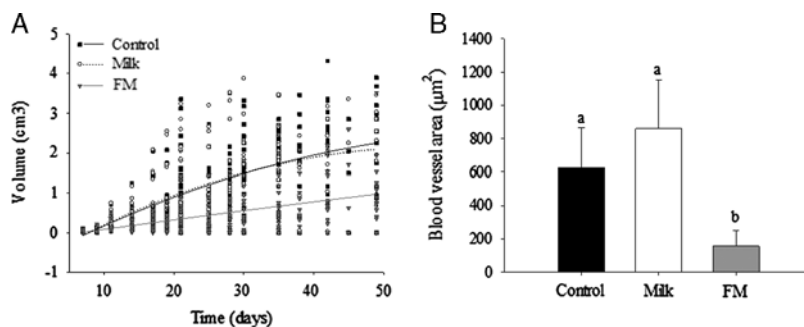 A
Control
Milk
FM
Volume (cm3)
5
4
3
2
1
0
-1
10
20
30
40
50
Time (days)
B
Blood vessel area (μm²)
1400
1200
1000
800
600
400
200
0
a
a
b
Control
Milk
FM